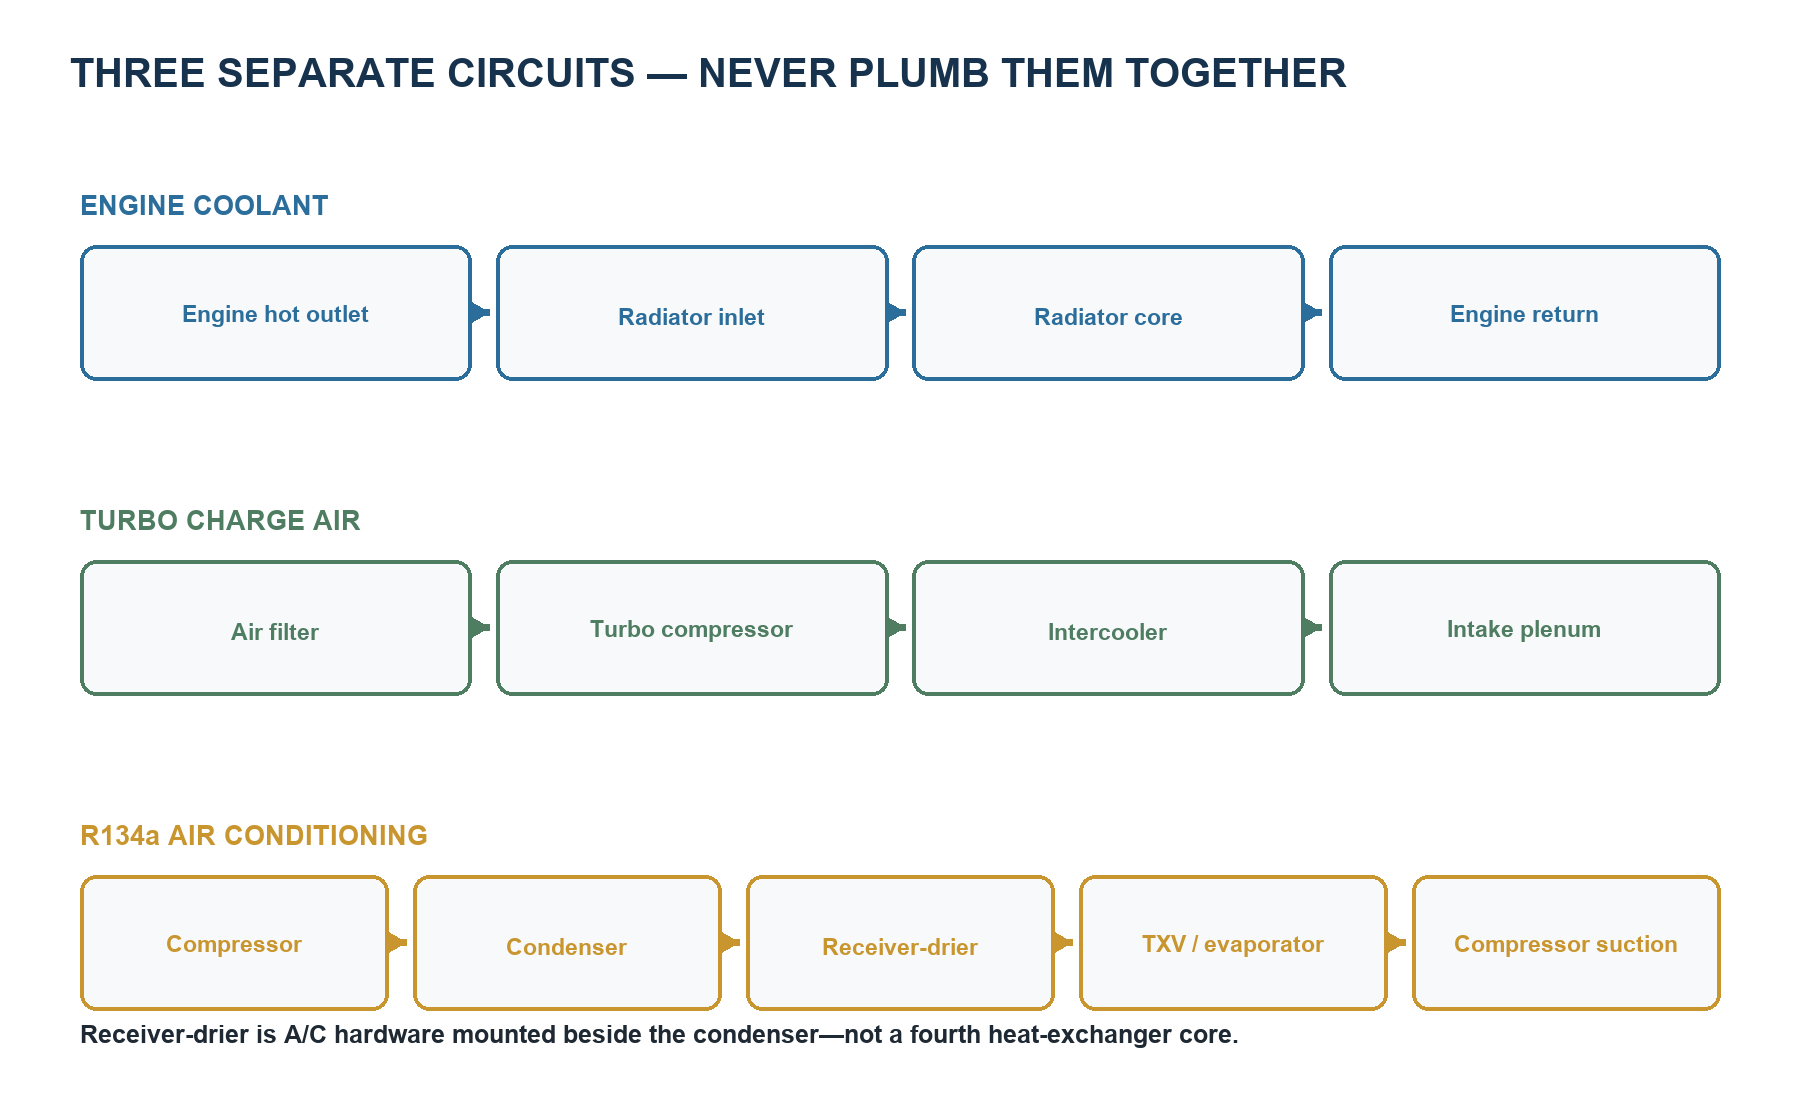 THREE SEPARATE CIRCUITS — NEVER PLUMB THEM TOGETHER
ENGINE COOLANT
Engine hot outlet
Radiator inlet
Radiator core
Engine return
TURBO CHARGE AIR
Air filter
Turbo compressor
Intercooler
Intake plenum
R134a AIR CONDITIONING
Compressor
Condenser
Receiver-drier
TXV / evaporator
Compressor suction
Receiver-drier is A/C hardware mounted beside the condenser—not a fourth heat-exchanger core.